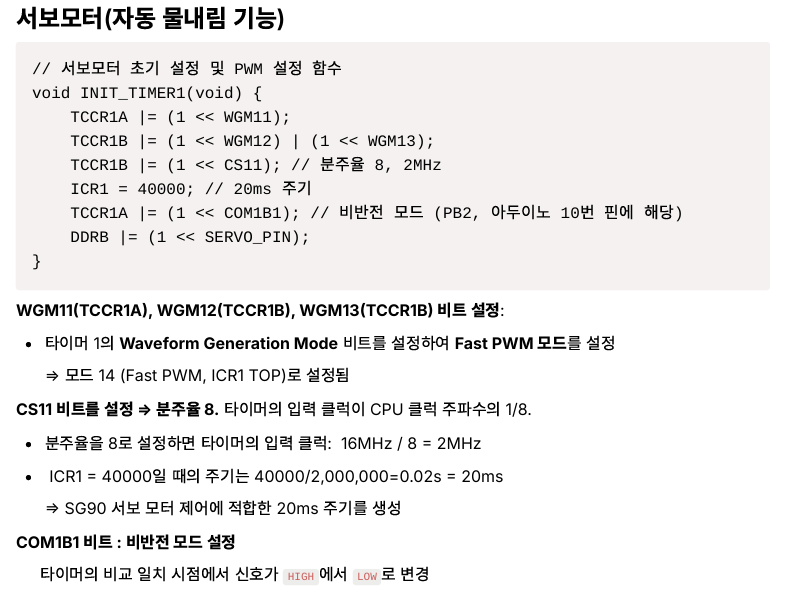 서보모터(자동 물내림 기능)
// 서보모터 초기 설정 및 PWM 설정 함수
void INIT_TIMER1(void) {
    TCCR1A |= (1 << WGM11);
    TCCR1B |= (1 << WGM12) | (1 << WGM13);
    TCCR1B |= (1 << CS11); // 분주율 8, 2MHz
    ICR1 = 40000; // 20ms 주기
    TCCR1A |= (1 << COM1B1); // 비반전 모드 (PB2, 아두이노 10번 핀에 해당)
    DDRB |= (1 << SERVO_PIN);
}
WGM11(TCCR1A), WGM12(TCCR1B), WGM13(TCCR1B) 비트 설정:
• 타이머 1의 Waveform Generation Mode 비트를 설정하여 Fast PWM 모드를 설정
⇒ 모드 14 (Fast PWM, ICR1 TOP)로 설정됨
CS11 비트를 설정 ⇒ 분주율 8. 타이머의 입력 클럭이 CPU 클럭 주파수의 1/8.
• 분주율을 8로 설정하면 타이머의 입력 클럭: 16MHz / 8 = 2MHz
• ICR1 = 40000일 때의 주기는 40000/2,000,000=0.02s = 20ms
⇒ SG90 서보 모터 제어에 적합한 20ms 주기를 생성
COM1B1 비트 : 비반전 모드 설정
타이머의 비교 일치 시점에서 신호가 HIGH 에서 LOW 로 변경